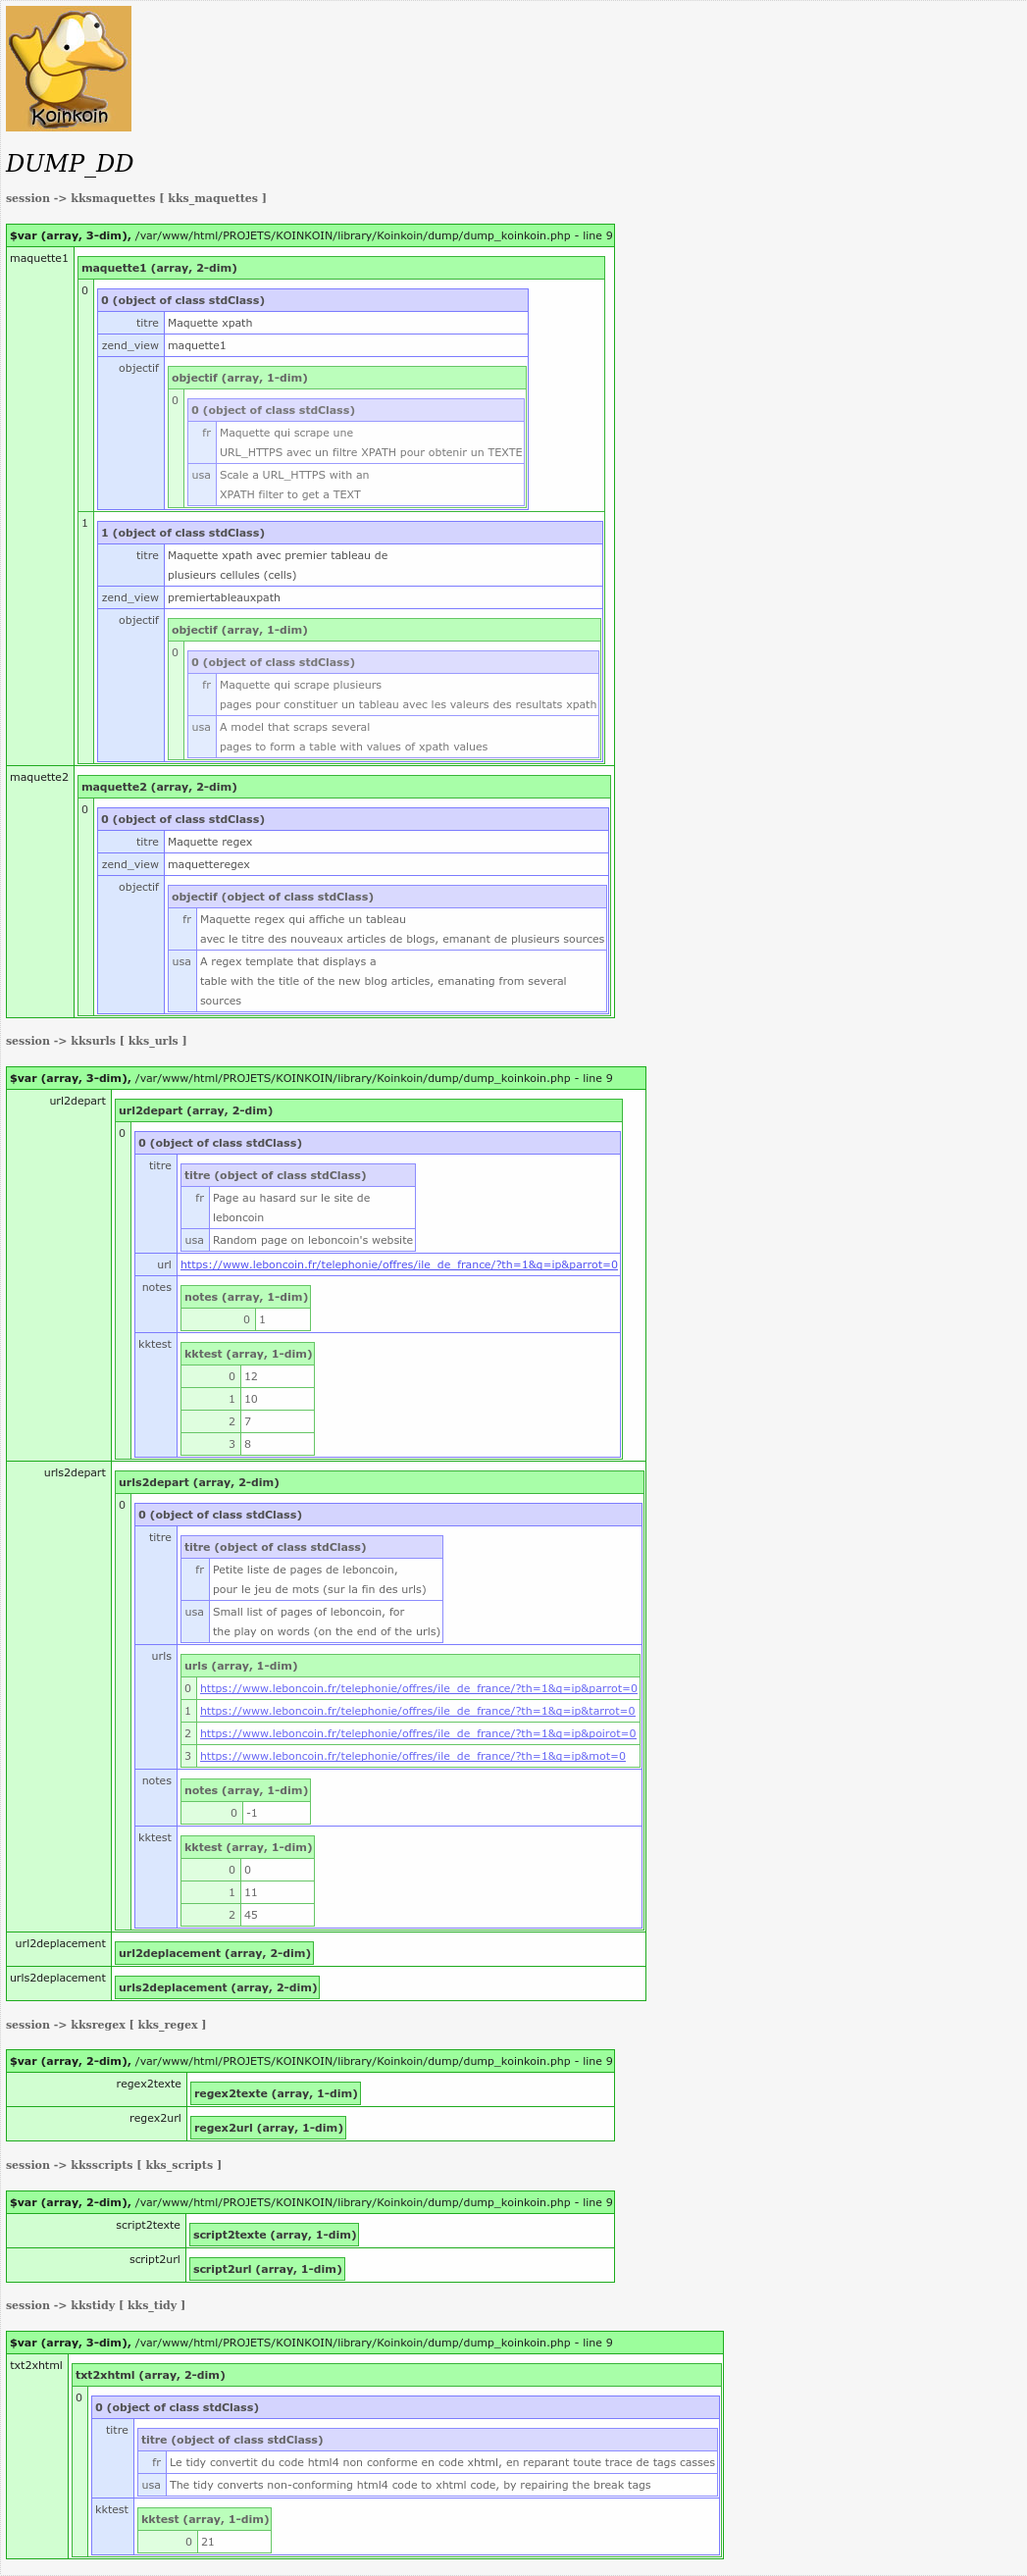 Koinkoin
DUMP_DD
session -> kksmaquettes [ kks_maquettes ]
$var (array, 3-dim), /var/www/html/PROJETS/KOINKOIN/library/Koinkoin/dump/dump_koinkoin.php - line 9
maquette1
maquette1 (array, 2-dim)
0
0 (object of class stdClass)
titre Maquette xpath
zend_view maquette1
objectif
objectif (array, 1-dim)
0
0 (object of class stdClass)
fr Maquette qui scrape une
URL_HTTPS avec un filtre XPATH pour obtenir un TEXTE
usa Scale a URL_HTTPS with an
XPATH filter to get a TEXT
1
1 (object of class stdClass)
titre Maquette xpath avec premier tableau de
plusieurs cellules (cells)
zend_view premiertableauxpath
objectif
objectif (array, 1-dim)
0
0 (object of class stdClass)
fr Maquette qui scrape plusieurs
pages pour constituer un tableau avec les valeurs des resultats xpath
usa A model that scraps several
pages to form a table with values of xpath values
maquette2
maquette2 (array, 2-dim)
0
0 (object of class stdClass)
titre Maquette regex
zend_view maquetteregex
objectif
objectif (object of class stdClass)
fr Maquette regex qui affiche un tableau
avec le titre des nouveaux articles de blogs, emanant de plusieurs sources
usa A regex template that displays a
table with the title of the new blog articles, emanating from several
sources
session -> kksurls [ kks_urls ]
$var (array, 3-dim), /var/www/html/PROJETS/KOINKOIN/library/Koinkoin/dump/dump_koinkoin.php - line 9
url2depart
url2depart (array, 2-dim)
0
0 (object of class stdClass)
titre
titre (object of class stdClass)
fr Page au hasard sur le site de
leboncoin
usa Random page on leboncoin's website
url https://www.leboncoin.fr/telephonie/offres/ile_de_france/?th=1&q=ip&parrot=0
notes
notes (array, 1-dim)
0 1
kktest
kktest (array, 1-dim)
0 12
1 10
2 7
3 8
urls2depart
urls2depart (array, 2-dim)
0
0 (object of class stdClass)
titre
titre (object of class stdClass)
fr Petite liste de pages de leboncoin,
pour le jeu de mots (sur la fin des urls)
usa Small list of pages of leboncoin, for
the play on words (on the end of the urls)
urls
urls (array, 1-dim)
0 https://www.leboncoin.fr/telephonie/offres/ile_de_france/?th=1&q=ip&parrot=0
1 https://www.leboncoin.fr/telephonie/offres/ile_de_france/?th=1&q=ip&tarrot=0
2 https://www.leboncoin.fr/telephonie/offres/ile_de_france/?th=1&q=ip&poirot=0
3 https://www.leboncoin.fr/telephonie/offres/ile_de_france/?th=1&q=ip&mot=0
notes
notes (array, 1-dim)
0 -1
kktest
kktest (array, 1-dim)
0 0
1 11
2 45
url2deplacement
url2deplacement (array, 2-dim)
urls2deplacement
urls2deplacement (array, 2-dim)
session -> kksregex [ kks_regex ]
$var (array, 2-dim), /var/www/html/PROJETS/KOINKOIN/library/Koinkoin/dump/dump_koinkoin.php - line 9
regex2texte
regex2texte (array, 1-dim)
regex2url
regex2url (array, 1-dim)
session -> kksscripts [ kks_scripts ]
$var (array, 2-dim), /var/www/html/PROJETS/KOINKOIN/library/Koinkoin/dump/dump_koinkoin.php - line 9
script2texte
script2texte (array, 1-dim)
script2url
script2url (array, 1-dim)
session -> kkstidy [ kks_tidy ]
$var (array, 3-dim), /var/www/html/PROJETS/KOINKOIN/library/Koinkoin/dump/dump_koinkoin.php - line 9
txt2xhtml
txt2xhtml (array, 2-dim)
0
0 (object of class stdClass)
titre
titre (object of class stdClass)
fr Le tidy convertit du code html4 non conforme en code xhtml, en reparant toute trace de tags casses
usa The tidy converts non-conforming html4 code to xhtml code, by repairing the break tags
kktest
kktest (array, 1-dim)
0 21